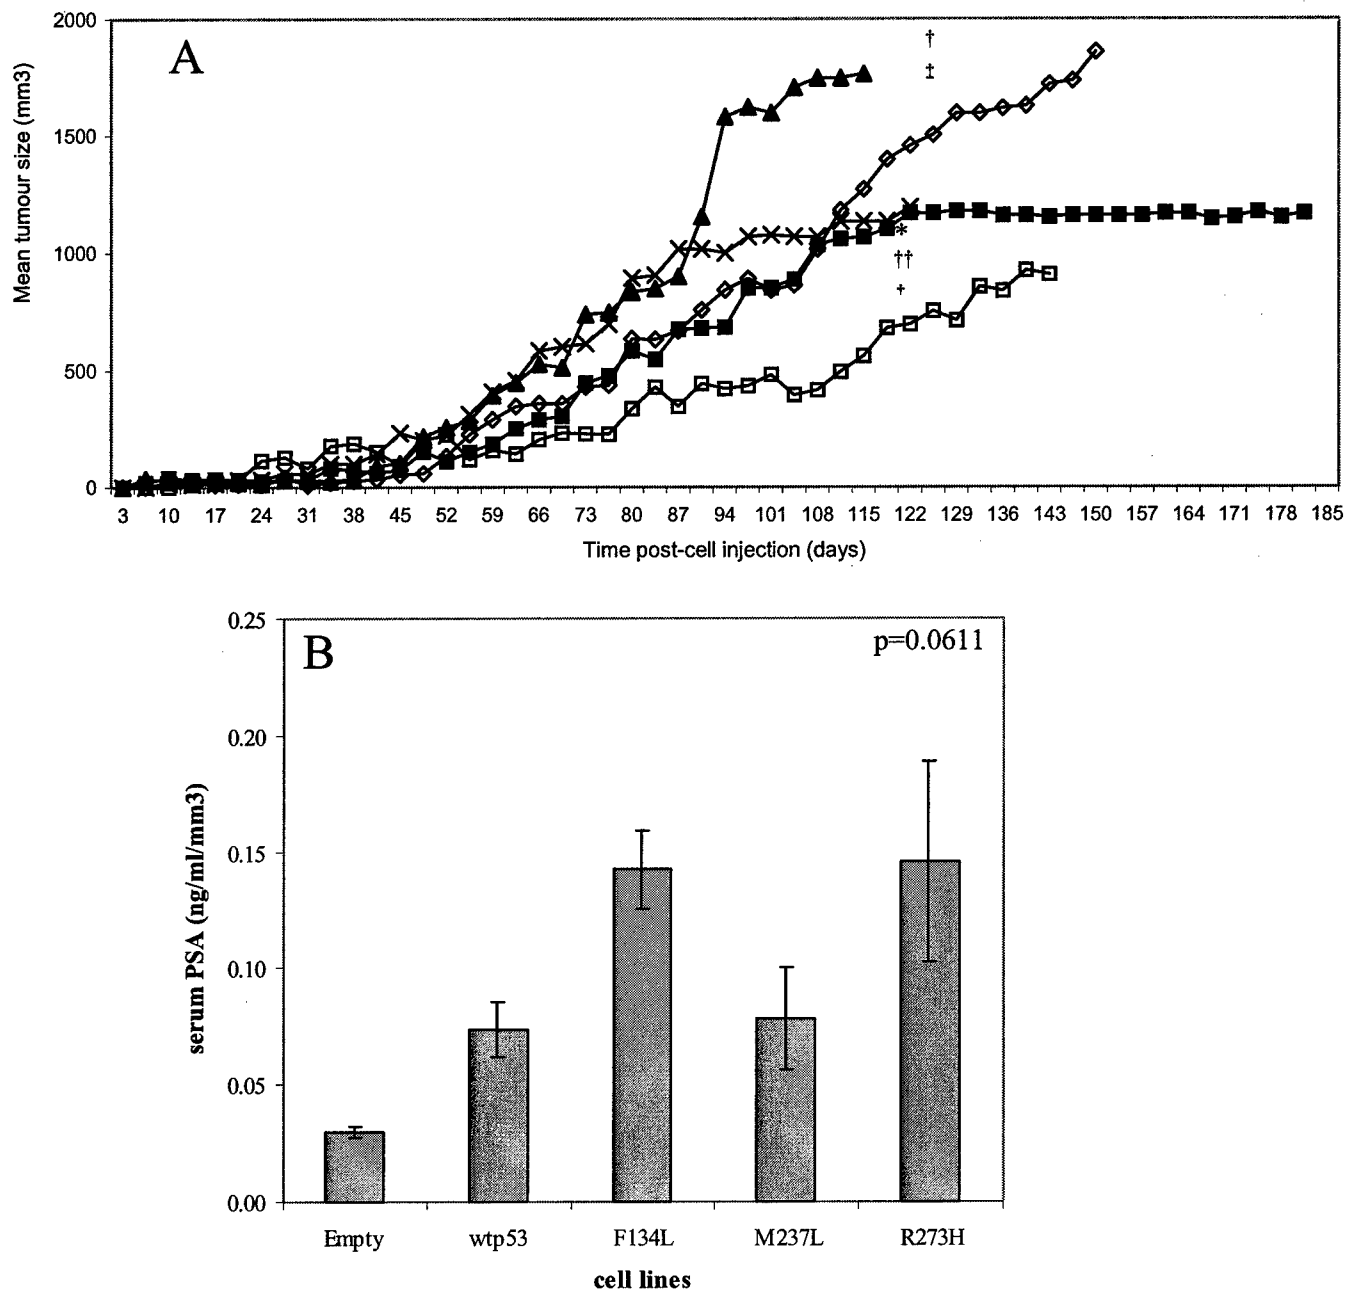 A
Mean tumour size (mm3)
2000
1500
1000
500
0
†
‡
*
††
+
3 10 17 24 31 38 45 52 59 66 73 80 87 94 101 108 115 122 129 136 143 150 157 164 171 178 185
Time post-cell injection (days)
B
p=0.0611
serum PSA (ng/ml/mm3)
0.25
0.20
0.15
0.10
0.05
0.00
Empty wtp53 F134L M237L R273H
cell lines